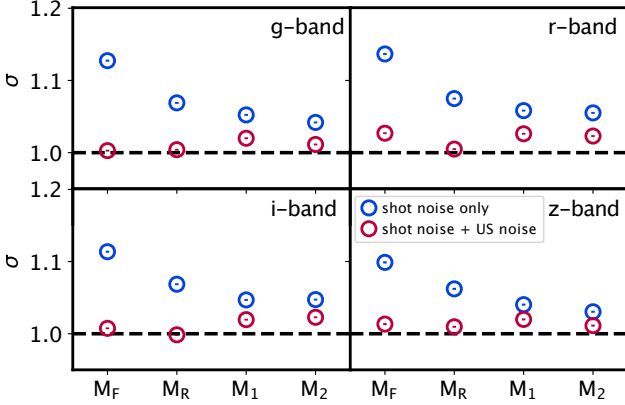 1.2
g-band
r-band
1.1
σ
1.0
1.2
i-band
shot noise only
z-band
shot noise + US noise
1.1
σ
1.0
M_F M_R M_1 M_2 M_F M_R M_1 M_2